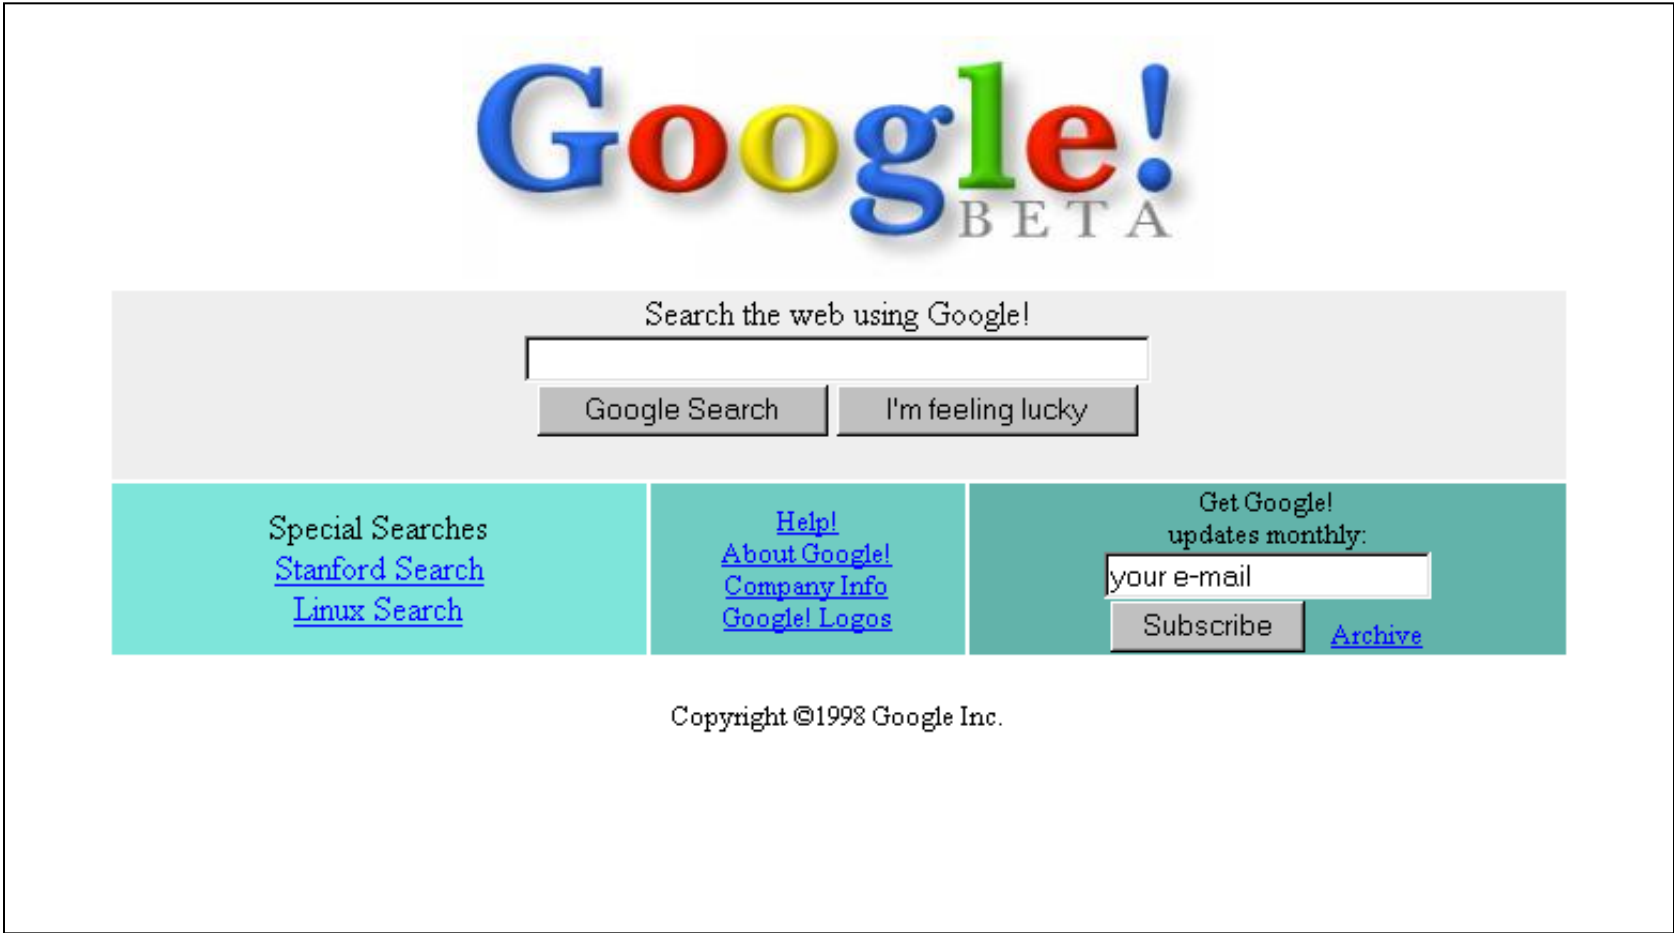 Google!
BETA
Search the web using Google!
Google Search I'm feeling lucky
Special Searches
Stanford Search
Linux Search
Help!
About Google!
Company Info
Google! Logos
Get Google!
updates monthly:
your e-mail
Subscribe Archive
Copyright ©1998 Google Inc.